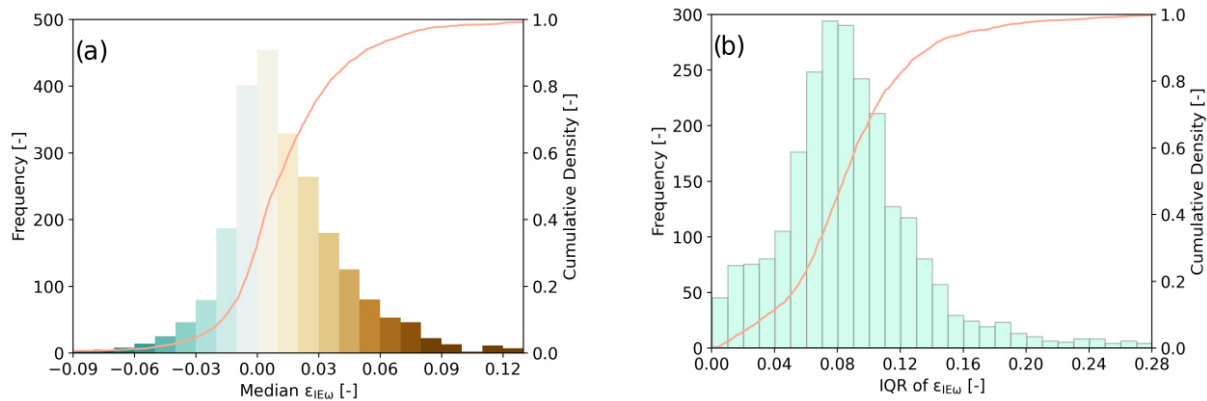 (a)
Frequency [-]
500
400
300
200
100
0
Cumulative Density [-]
1.0
0.8
0.6
0.4
0.2
0.0
−0.09 −0.06 −0.03 0.00 0.03 0.06 0.09 0.12
Median εIEω [-]
(b)
Frequency [-]
300
250
200
150
100
50
0
Cumulative Density [-]
1.0
0.8
0.6
0.4
0.2
0.0
0.00 0.04 0.08 0.12 0.16 0.20 0.24 0.28
IQR of εIEω [-]